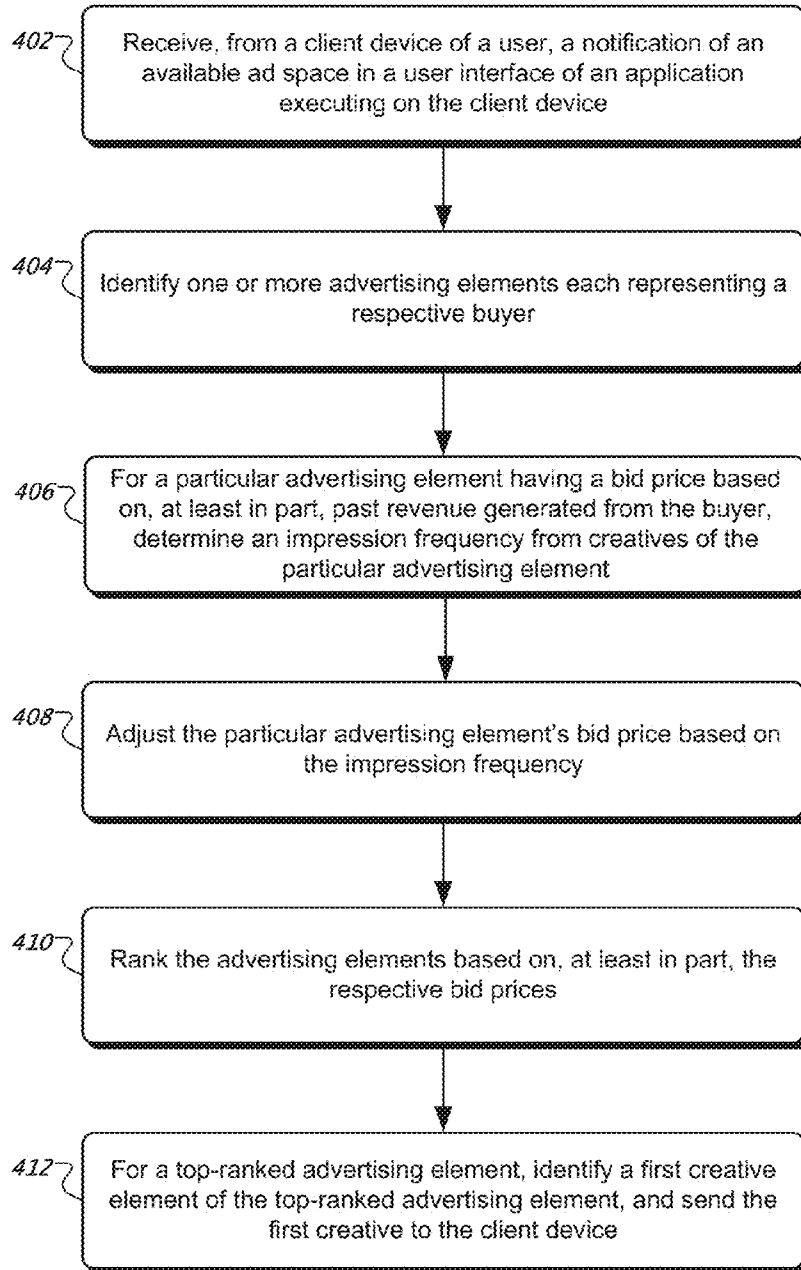 402
Receive, from a client device of a user, a notification of an
available ad space in a user interface of an application
executing on the client device
404
Identify one or more advertising elements each representing a
respective buyer
406
For a particular advertising element having a bid price based
on, at least in part, past revenue generated from the buyer,
determine an impression frequency from creatives of the
particular advertising element
408
Adjust the particular advertising element's bid price based on
the impression frequency
410
Rank the advertising elements based on, at least in part, the
respective bid prices
412
For a top-ranked advertising element, identify a first creative
element of the top-ranked advertising element, and send the
first creative to the client device